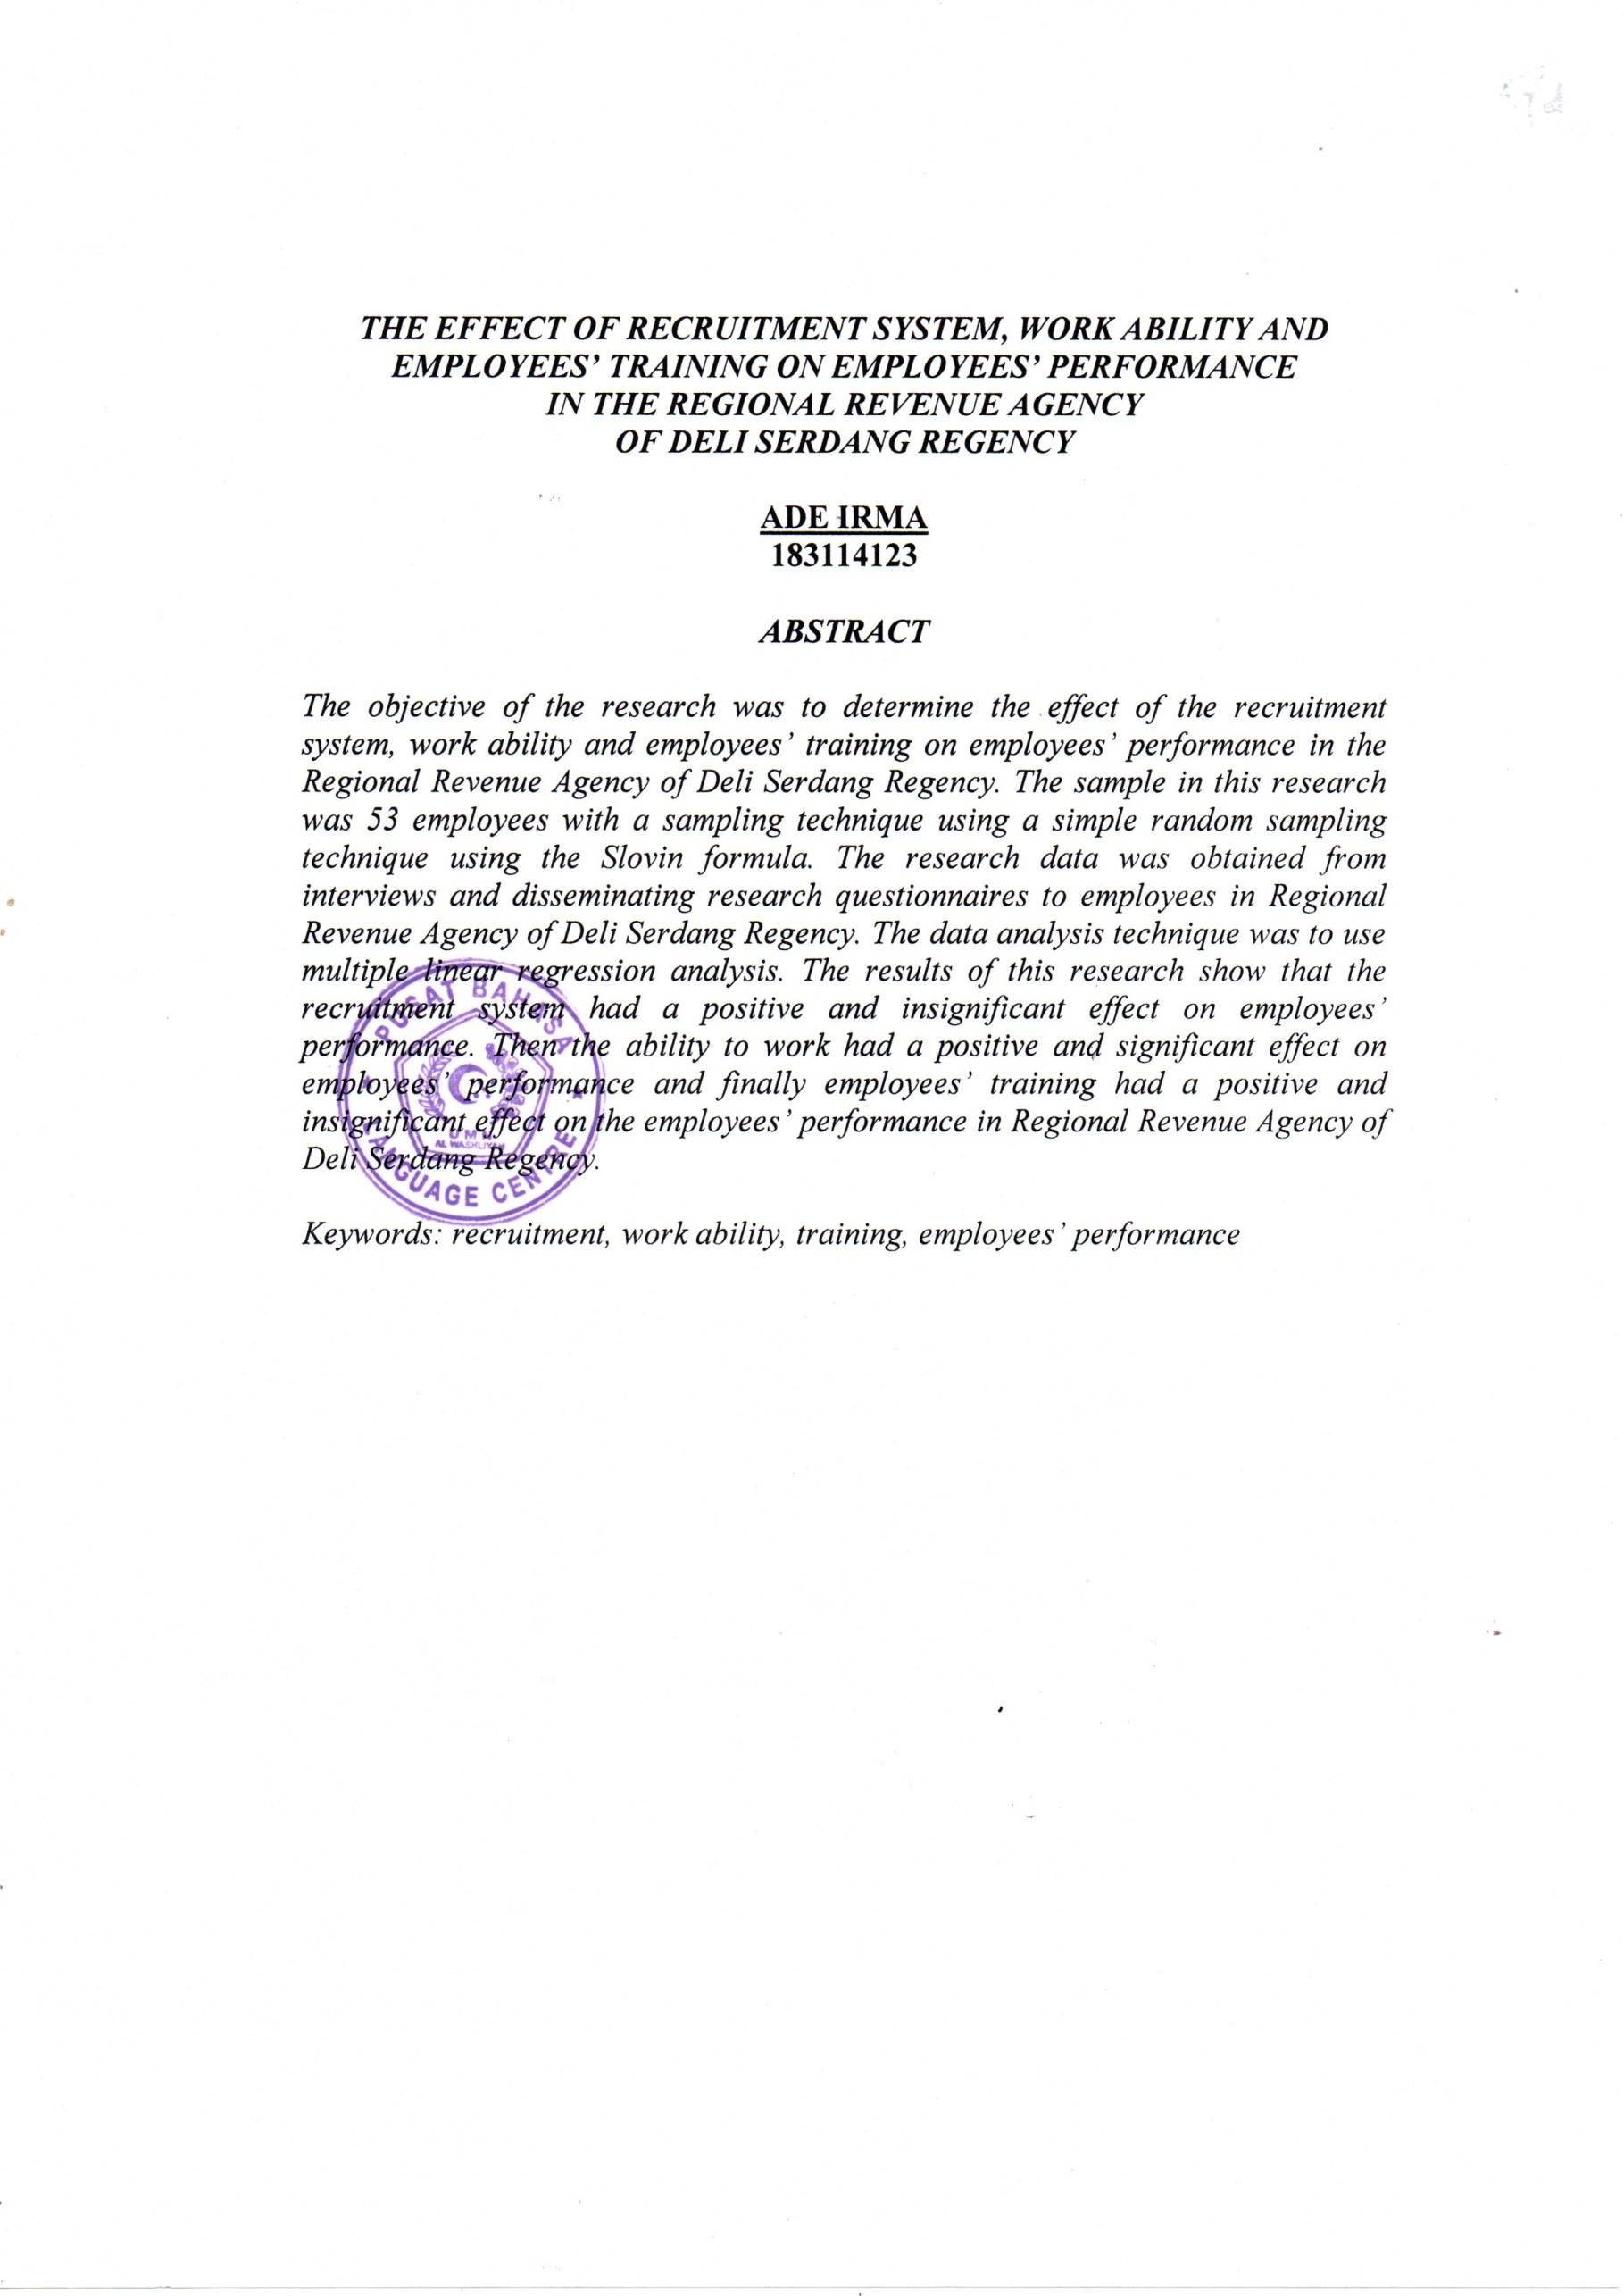 THE EFFECT OF RECRUITMENT SYSTEM, WORK ABILITY AND
EMPLOYEES' TRAINING ON EMPLOYEES' PERFORMANCE
IN THE REGIONAL REVENUE AGENCY
OF DELI SERDANG REGENCY
ADE IRMA
183114123
ABSTRACT
The objective of the research was to determine the effect of the recruitment
system, work ability and employees' training on employees' performance in the
Regional Revenue Agency of Deli Serdang Regency. The sample in this research
was 53 employees with a sampling technique using a simple random sampling
technique using the Slovin formula. The research data was obtained from
interviews and disseminating research questionnaires to employees in Regional
Revenue Agency of Deli Serdang Regency. The data analysis technique was to use
multiple linear regression analysis. The results of this research show that the
recruitment system had a positive and insignificant effect on employees'
performance. Then the ability to work had a positive and significant effect on
employees' performance and finally employees' training had a positive and
insignificant effect on the employees' performance in Regional Revenue Agency of
Deli Serdang Regency.
PUSAT BAHASA
AL WASHLIYAH
LANGUAGE CENTRE
Keywords: recruitment, work ability, training, employees' performance